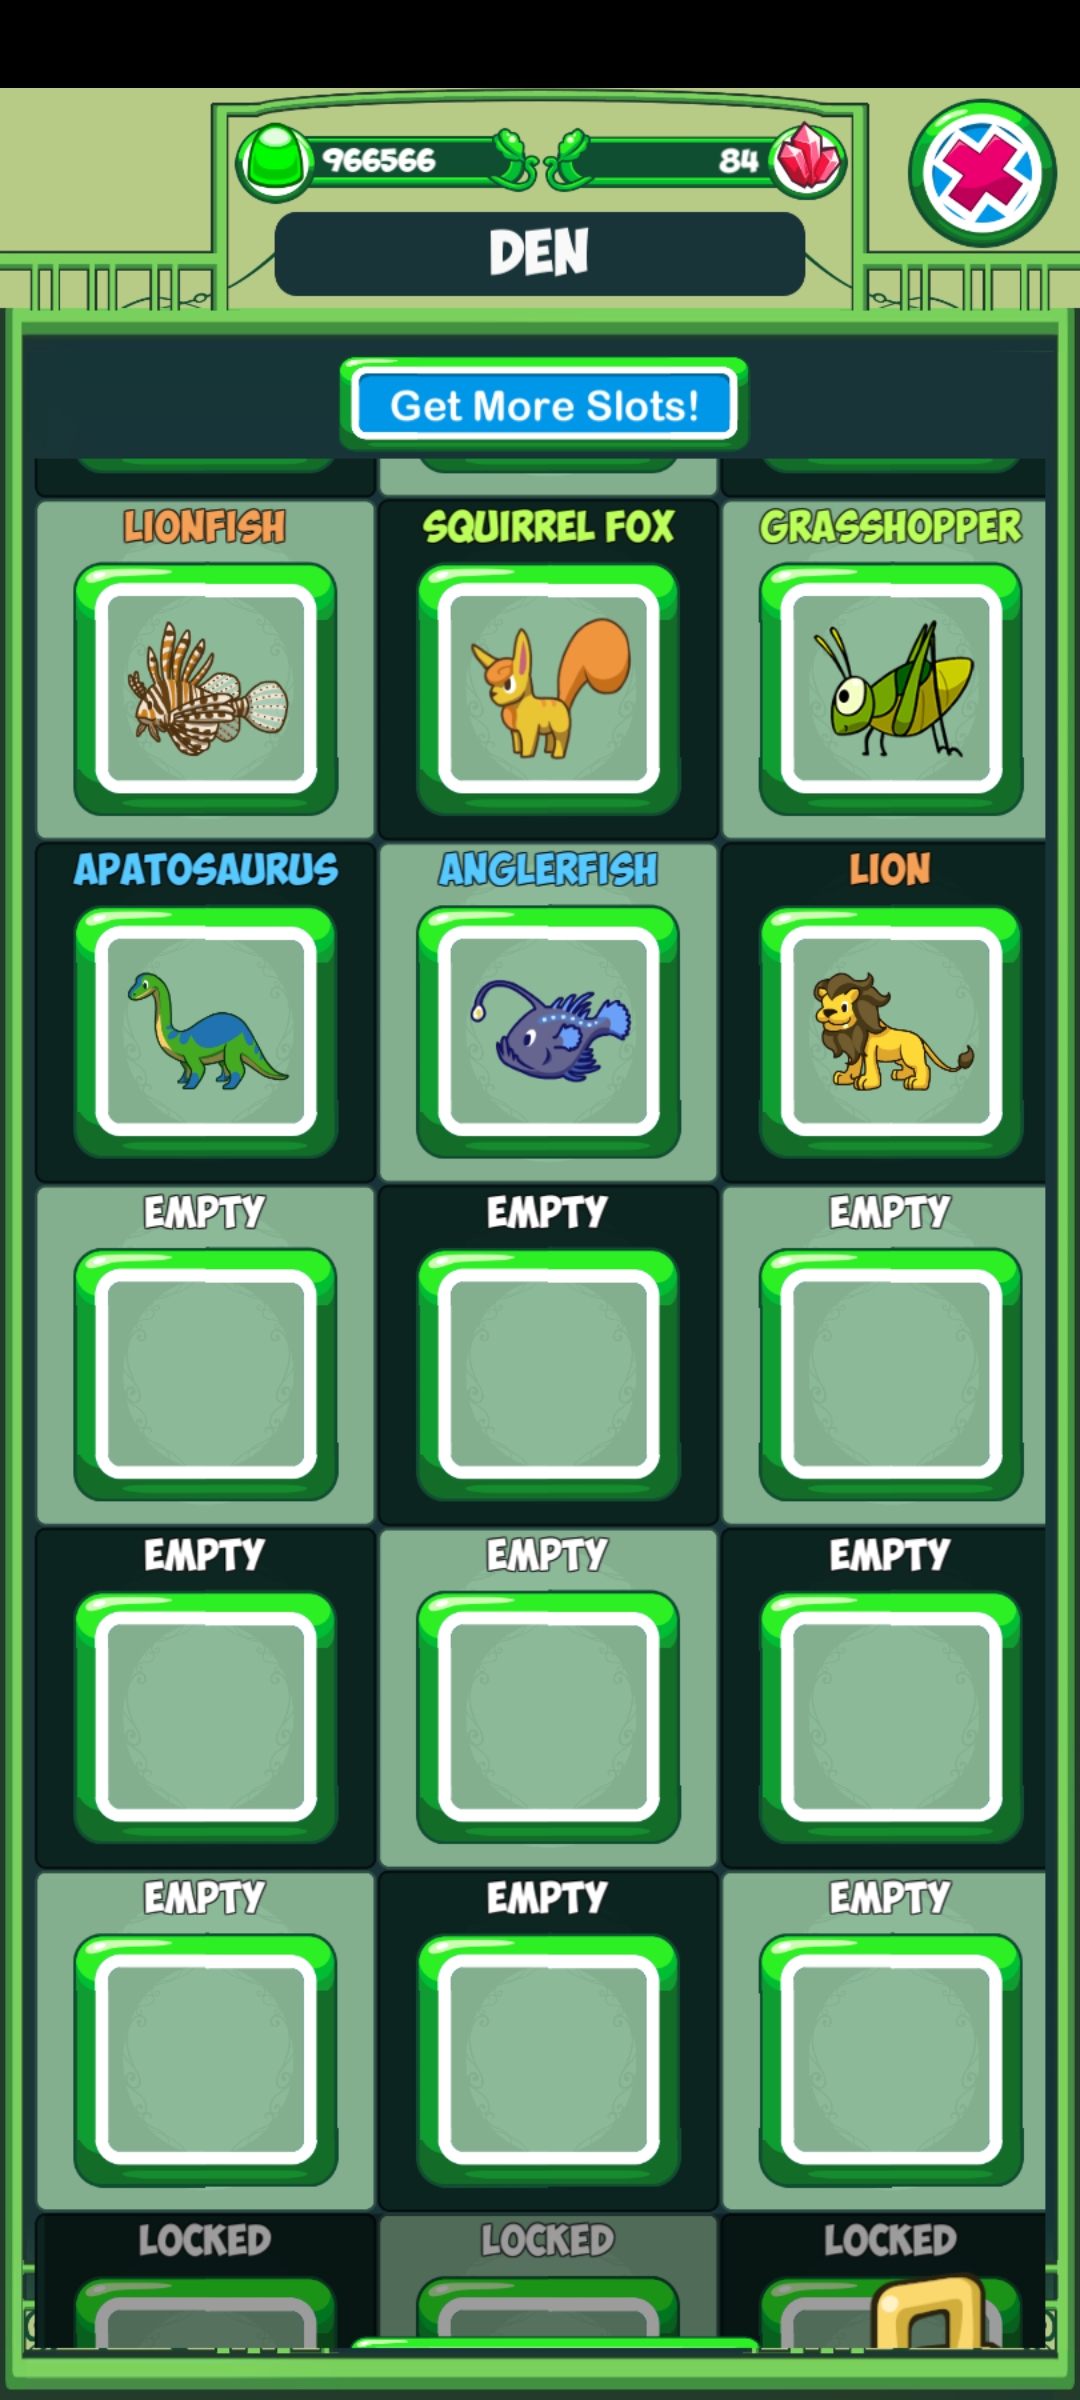 966566
84
DEN
Get More Slots!
LIONFISH SQUIRREL FOX GRASSHOPPER
APATOSAURUS ANGLERFISH LION
EMPTY EMPTY EMPTY
EMPTY EMPTY EMPTY
EMPTY EMPTY EMPTY
LOCKED LOCKED LOCKED